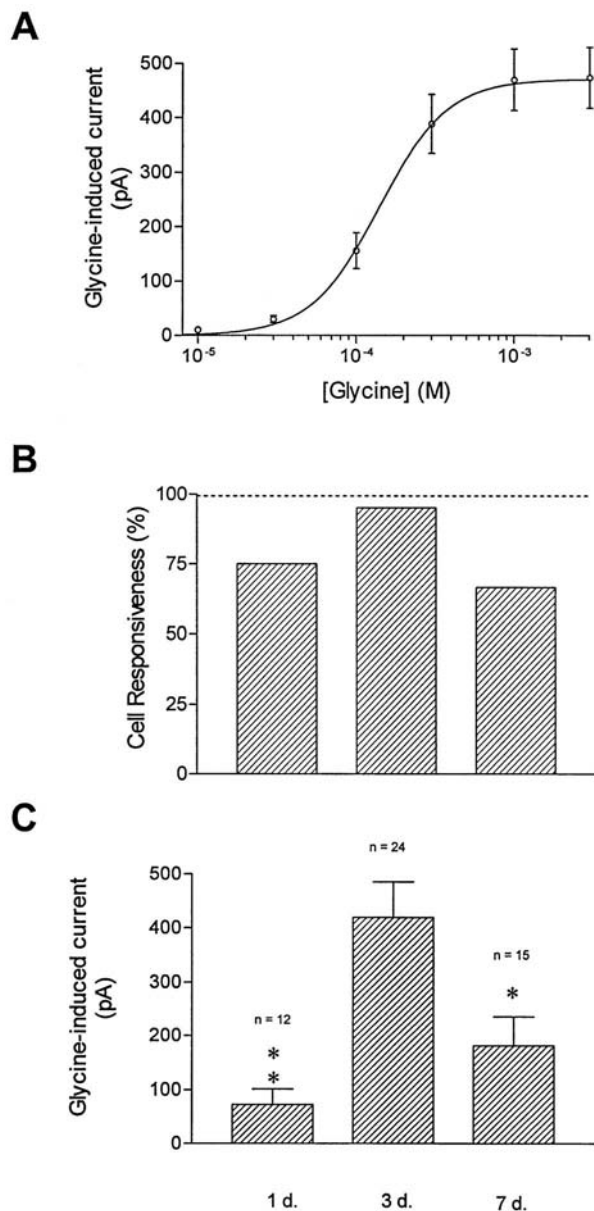 A
Glycine-induced current
(pA)
500
400
300
200
100
0
10⁻⁵
10⁻⁴
10⁻³
[Glycine] (M)
B
Cell Responsiveness (%)
100
75
50
25
0
C
Glycine-induced current
(pA)
500
400
300
200
100
0
n = 12
*
*
n = 24
n = 15
*
1 d.
3 d.
7 d.